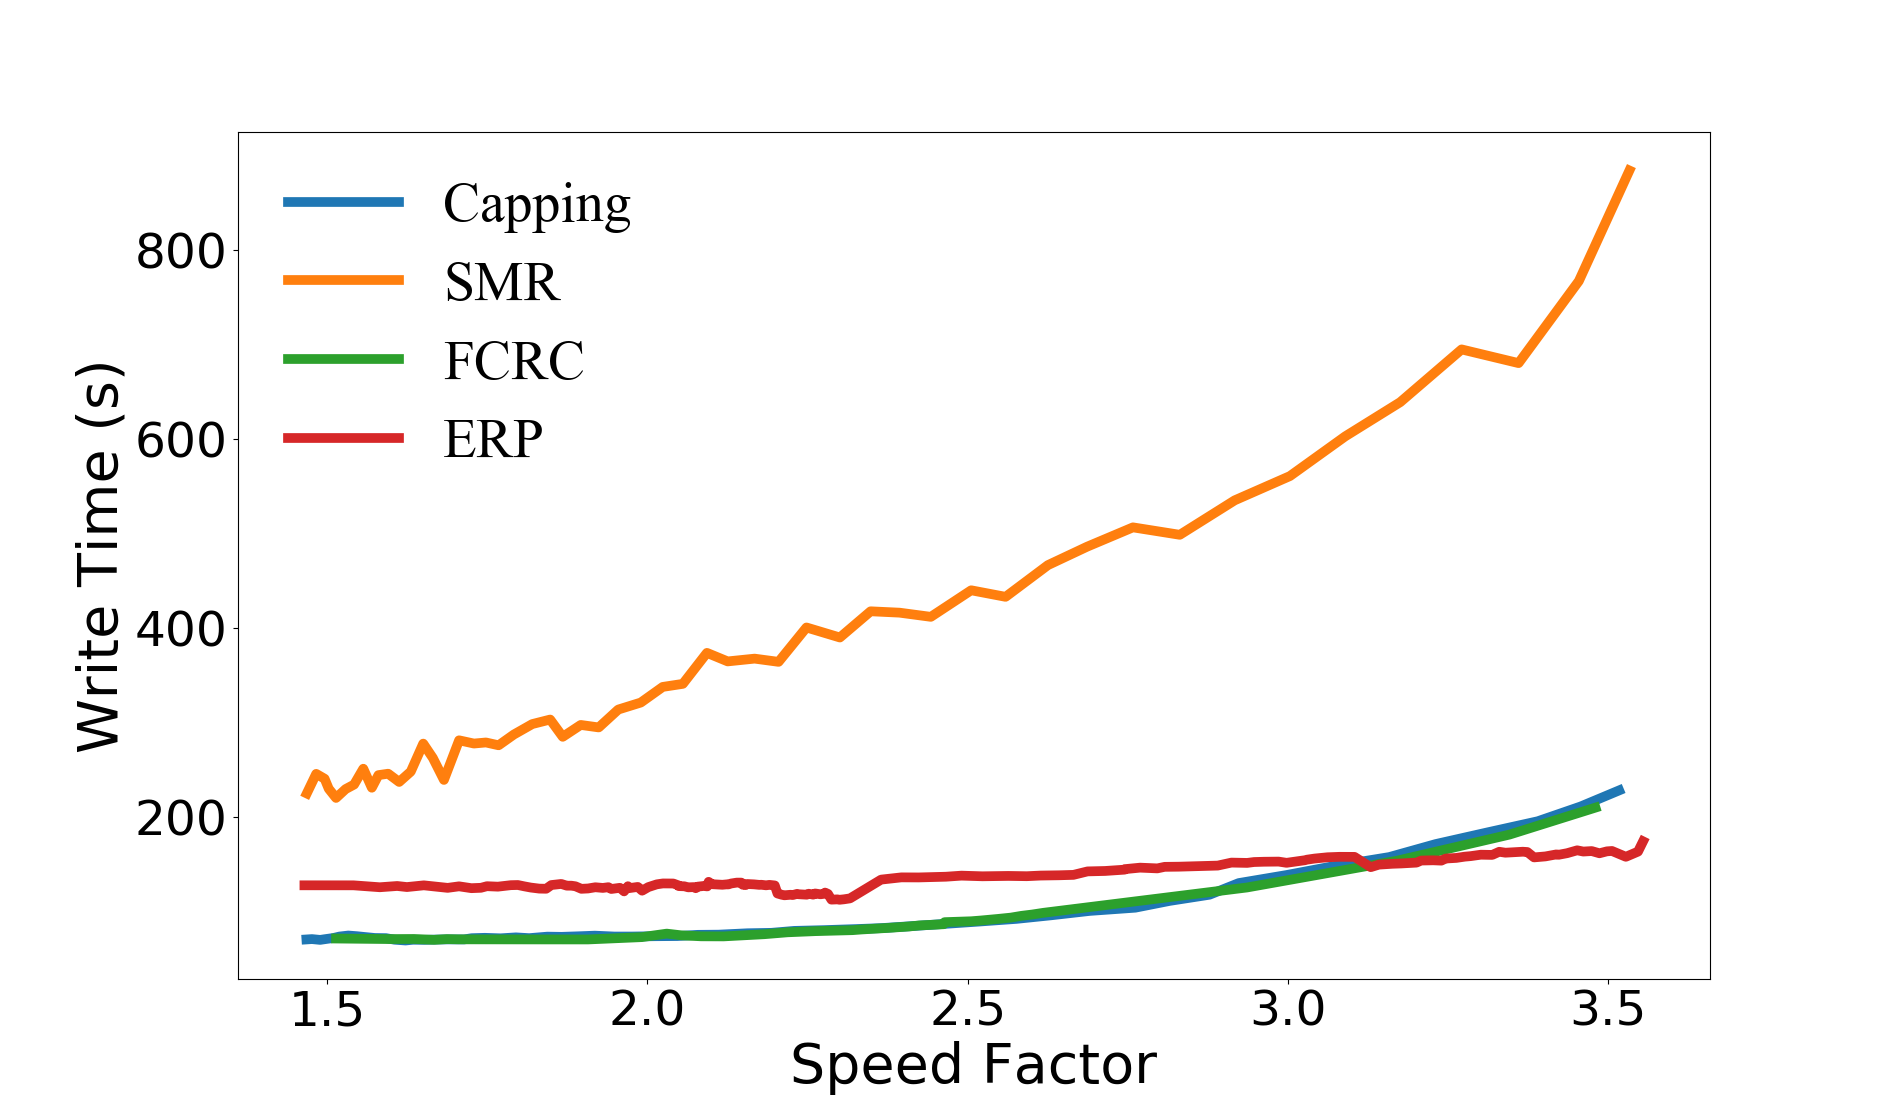 Capping
SMR
FCRC
ERP
800
600
400
200
Write Time (s)
1.5 2.0 2.5 3.0 3.5
Speed Factor